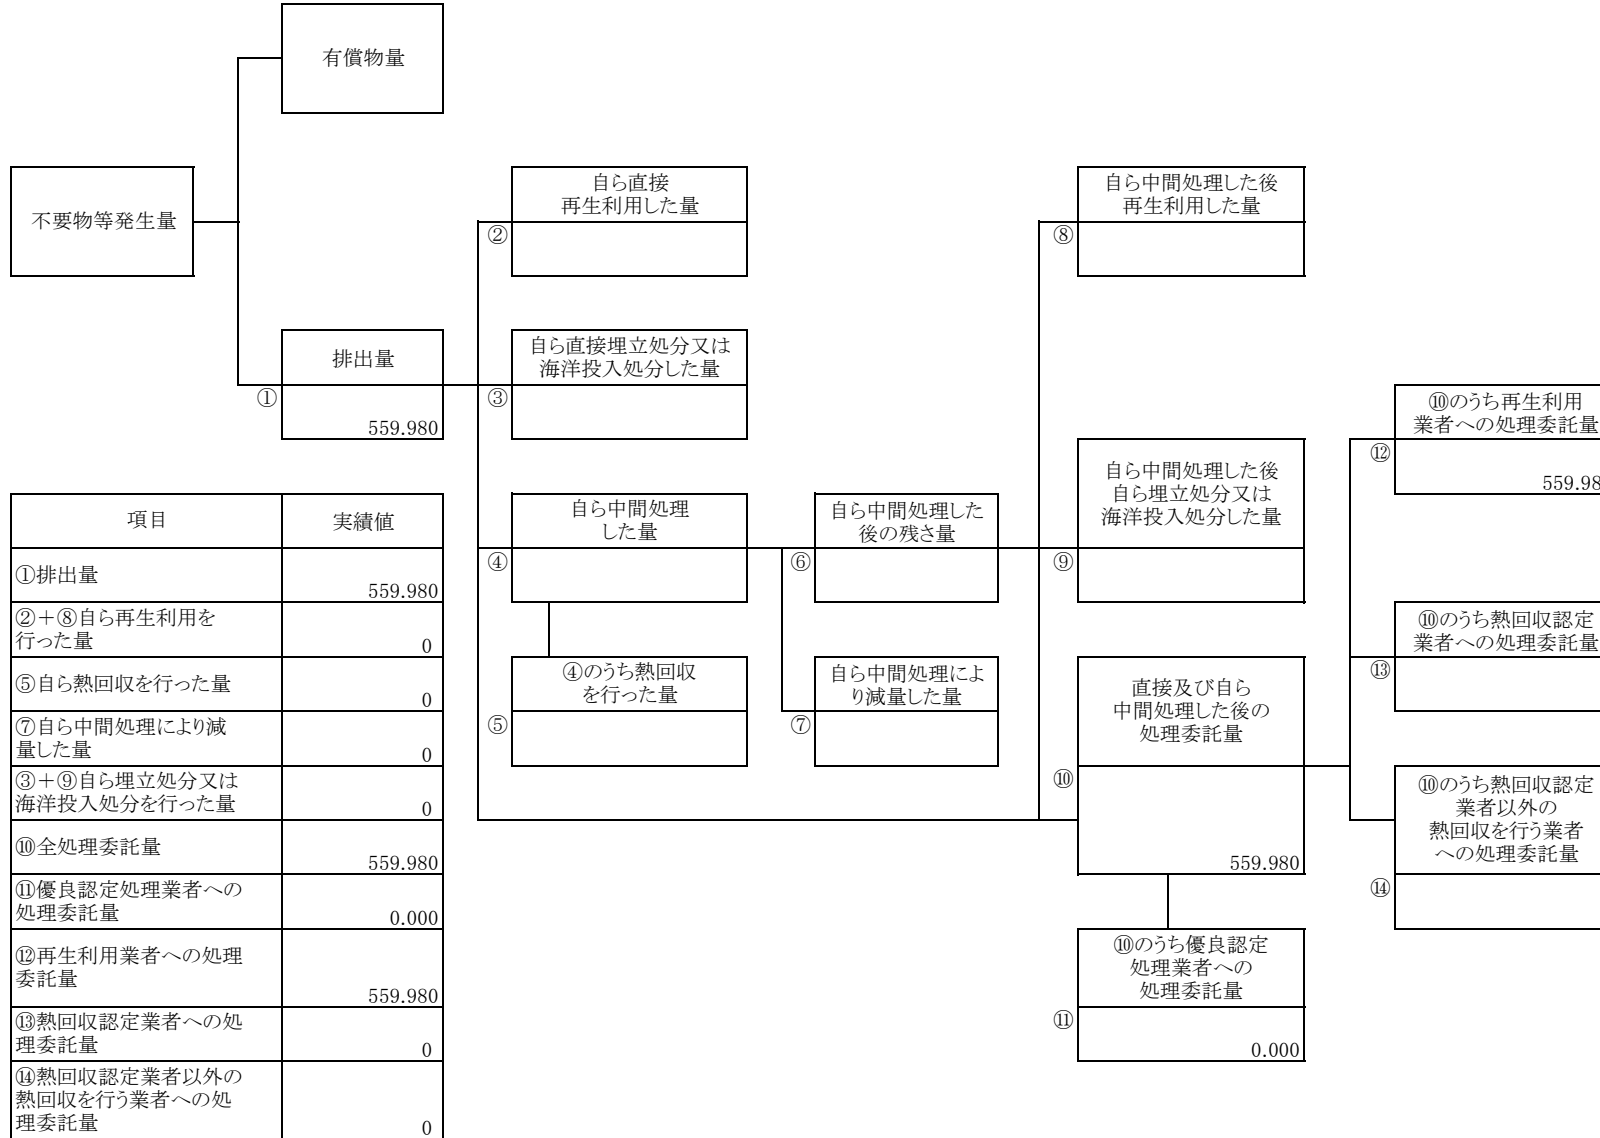 有償物量
不要物等発生量
自ら直接
再生利用した量
②
自ら中間処理した後
再生利用した量
⑧
排出量
①
559.980
自ら直接埋立処分又は
海洋投入処分した量
③
⑩のうち再生利用
業者への処理委託量
⑫
559.98
自ら中間処理
した量
④
自ら中間処理した
後の残さ量
⑥
自ら中間処理した後
自ら埋立処分又は
海洋投入処分した量
⑨
④のうち熱回収
を行った量
⑤
自ら中間処理によ
り減量した量
⑦
直接及び自ら
中間処理した後の
処理委託量
⑩
559.980
⑩のうち熱回収認定
業者への処理委託量
⑬
⑩のうち熱回収認定
業者以外の
熱回収を行う業者
への処理委託量
⑭
⑩のうち優良認定
処理業者への
処理委託量
⑪
0.000
項目 実績値
①排出量
559.980
②+⑧自ら再生利用を
行った量 0
⑤自ら熱回収を行った量
0
⑦自ら中間処理により減
量した量 0
③+⑨自ら埋立処分又は
海洋投入処分を行った量 0
⑩全処理委託量
559.980
⑪優良認定処理業者への
処理委託量 0.000
⑫再生利用業者への処理
委託量
559.980
⑬熱回収認定業者への処
理委託量 0
⑭熱回収認定業者以外の
熱回収を行う業者への処
理委託量 0